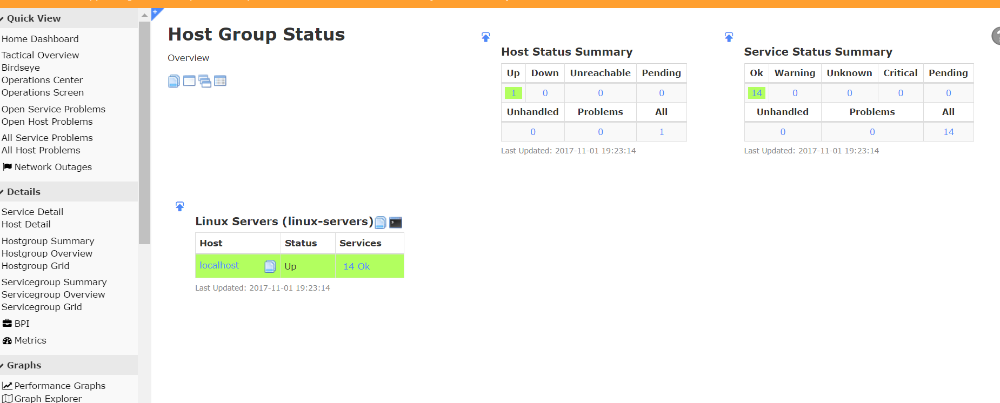 Quick View
Home Dashboard
Tactical Overview
Birdseye
Operations Center
Operations Screen
Open Service Problems
Open Host Problems
All Service Problems
All Host Problems
Network Outages
Details
Service Detail
Host Detail
Hostgroup Summary
Hostgroup Overview
Hostgroup Grid
Servicegroup Summary
Servicegroup Overview
Servicegroup Grid
BPI
Metrics
Graphs
Performance Graphs
Graph Explorer
Host Group Status
Overview
Host Status Summary
Up Down Unreachable Pending
1 0 0 0
Unhandled Problems All
0 0 1
Last Updated: 2017-11-01 19:23:14
Service Status Summary
Ok Warning Unknown Critical Pending
14 0 0 0 0
Unhandled Problems All
0 0 14
Last Updated: 2017-11-01 19:23:14
Linux Servers (linux-servers)
Host Status Services
localhost Up 14 Ok
Last Updated: 2017-11-01 19:23:14